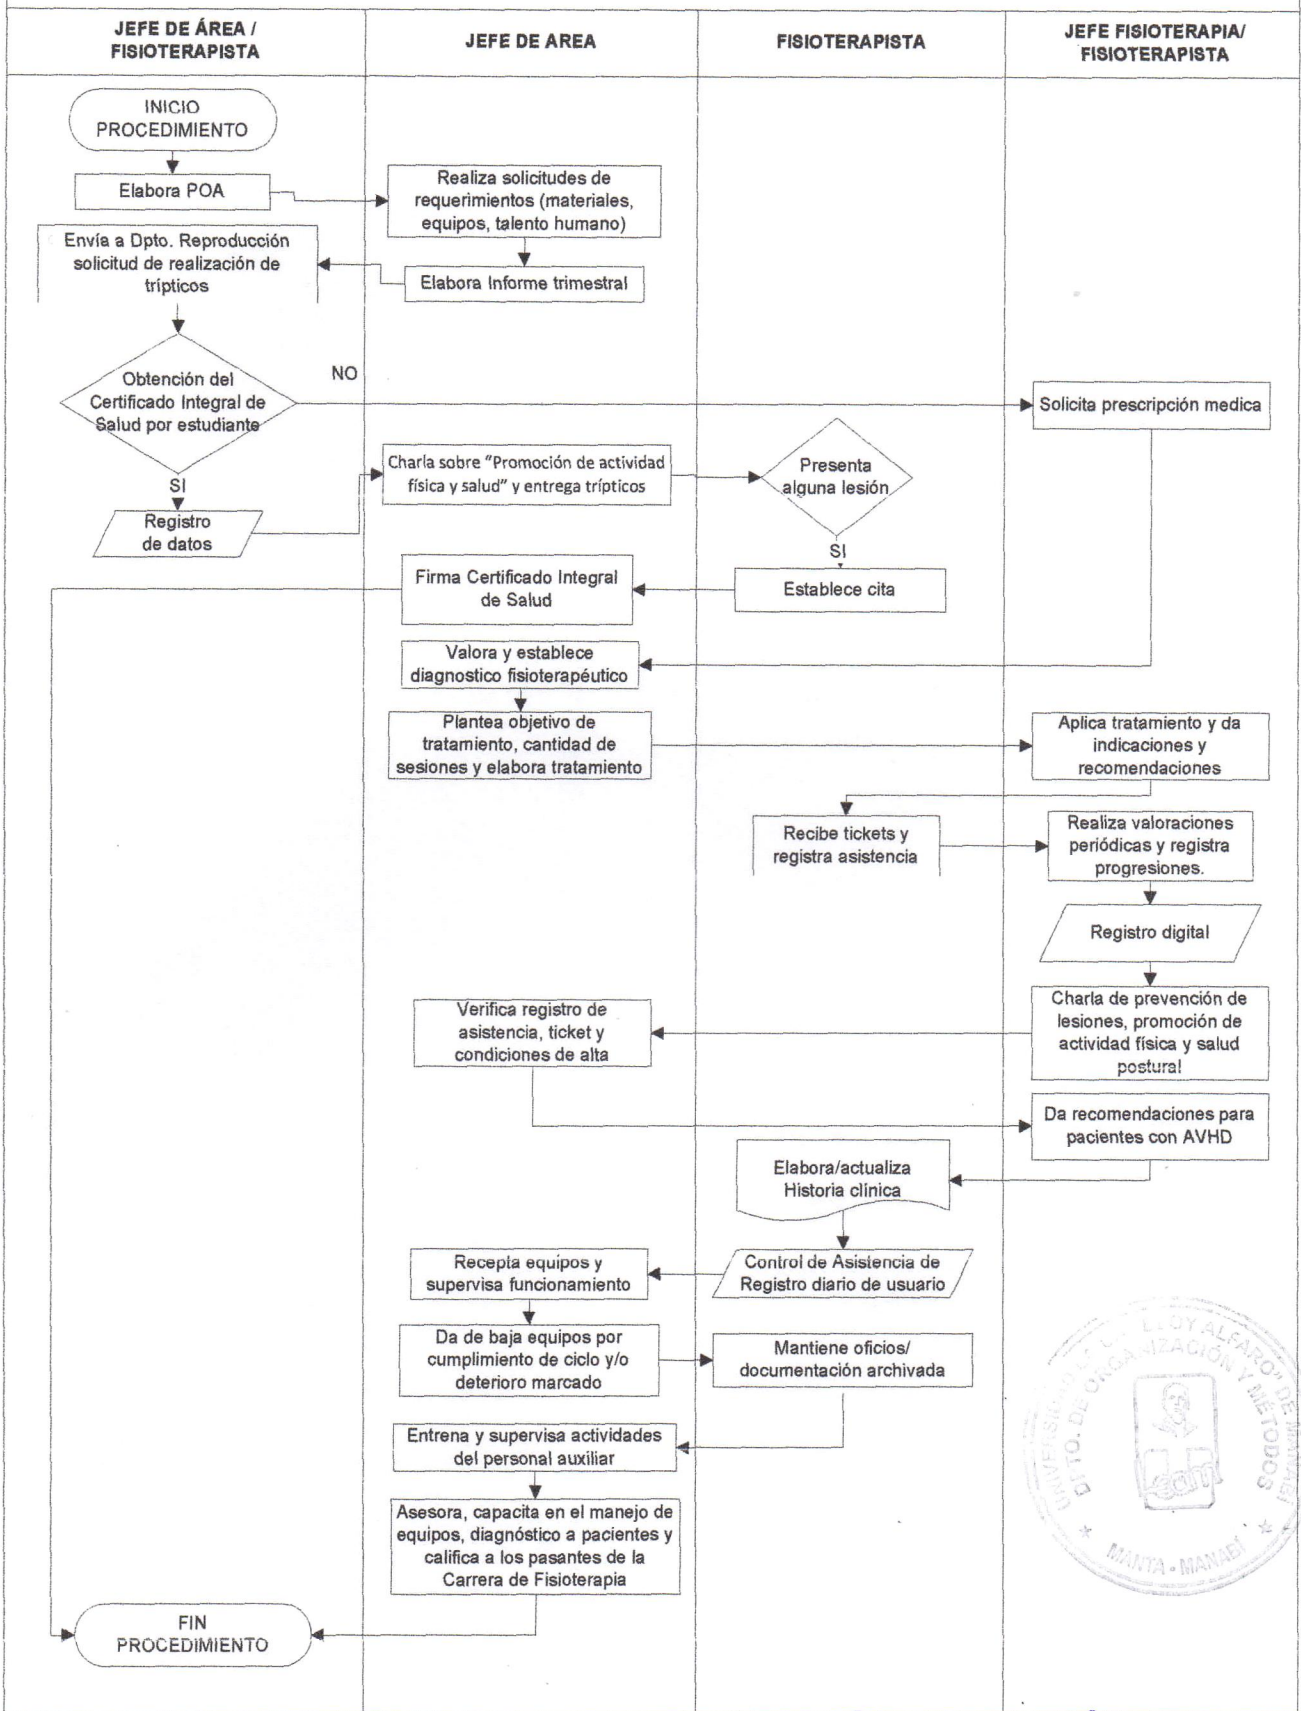 JEFE DE ÁREA /
FISIOTERAPISTA
JEFE DE AREA
FISIOTERAPISTA
JEFE FISIOTERAPIA/
FISIOTERAPISTA
INICIO
PROCEDIMIENTO
Elabora POA
Realiza solicitudes de
requerimientos (materiales,
equipos, talento humano)
Envía a Dpto. Reproducción
solicitud de realización de
trípticos
Elabora Informe trimestral
Obtención del
Certificado Integral de
Salud por estudiante
NO
Solicita prescripción medica
SI
Registro
de datos
Charla sobre "Promoción de actividad
física y salud" y entrega trípticos
Presenta
alguna lesión
SI
Establece cita
Firma Certificado Integral
de Salud
Valora y establece
diagnostico fisioterapéutico
Plantea objetivo de
tratamiento, cantidad de
sesiones y elabora tratamiento
Aplica tratamiento y da
indicaciones y
recomendaciones
Recibe tickets y
registra asistencia
Realiza valoraciones
periódicas y registra
progresiones.
Registro digital
Charla de prevención de
lesiones, promoción de
actividad física y salud
postural
Verifica registro de
asistencia, ticket y
condiciones de alta
Da recomendaciones para
pacientes con AVHD
Elabora/actualiza
Historia clínica
Control de Asistencia de
Registro diario de usuario
Recepta equipos y
supervisa funcionamiento
Da de baja equipos por
cumplimiento de ciclo y/o
deterioro marcado
Mantiene oficios/
documentación archivada
Entrena y supervisa actividades
del personal auxiliar
Asesora, capacita en el manejo de
equipos, diagnóstico a pacientes y
califica a los pasantes de la
Carrera de Fisioterapia
FIN
PROCEDIMIENTO
ALFARO" DE MANABÍ
DPTO. DE ORGANIZACIÓN Y MÉTODOS
MANTA - MANABÍ